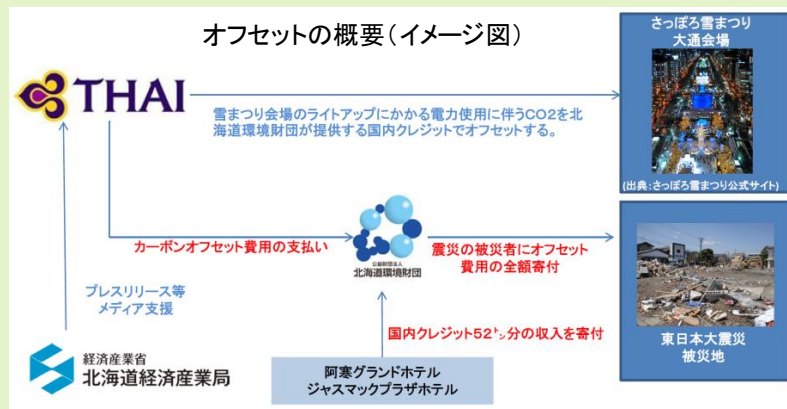 オフセットの概要(イメージ図)
さっぽろ雪まつり
大通会場
THAI
雪まつり会場のライトアップにかかる電力使用に伴うCO2を北
海道環境財団が提供する国内クレジットでオフセットする。
(出典:さっぽろ雪まつり公式サイト)
カーボンオフセット費用の支払い
公益財団法人
北海道環境財団
震災の被災者にオフセット
費用の全額寄付
プレスリリース等
メディア支援
国内クレジット52㌧分の収入を寄付
東日本大震災
被災地
経済産業省
北海道経済産業局
阿寒グランドホテル
ジャスマックプラザホテル